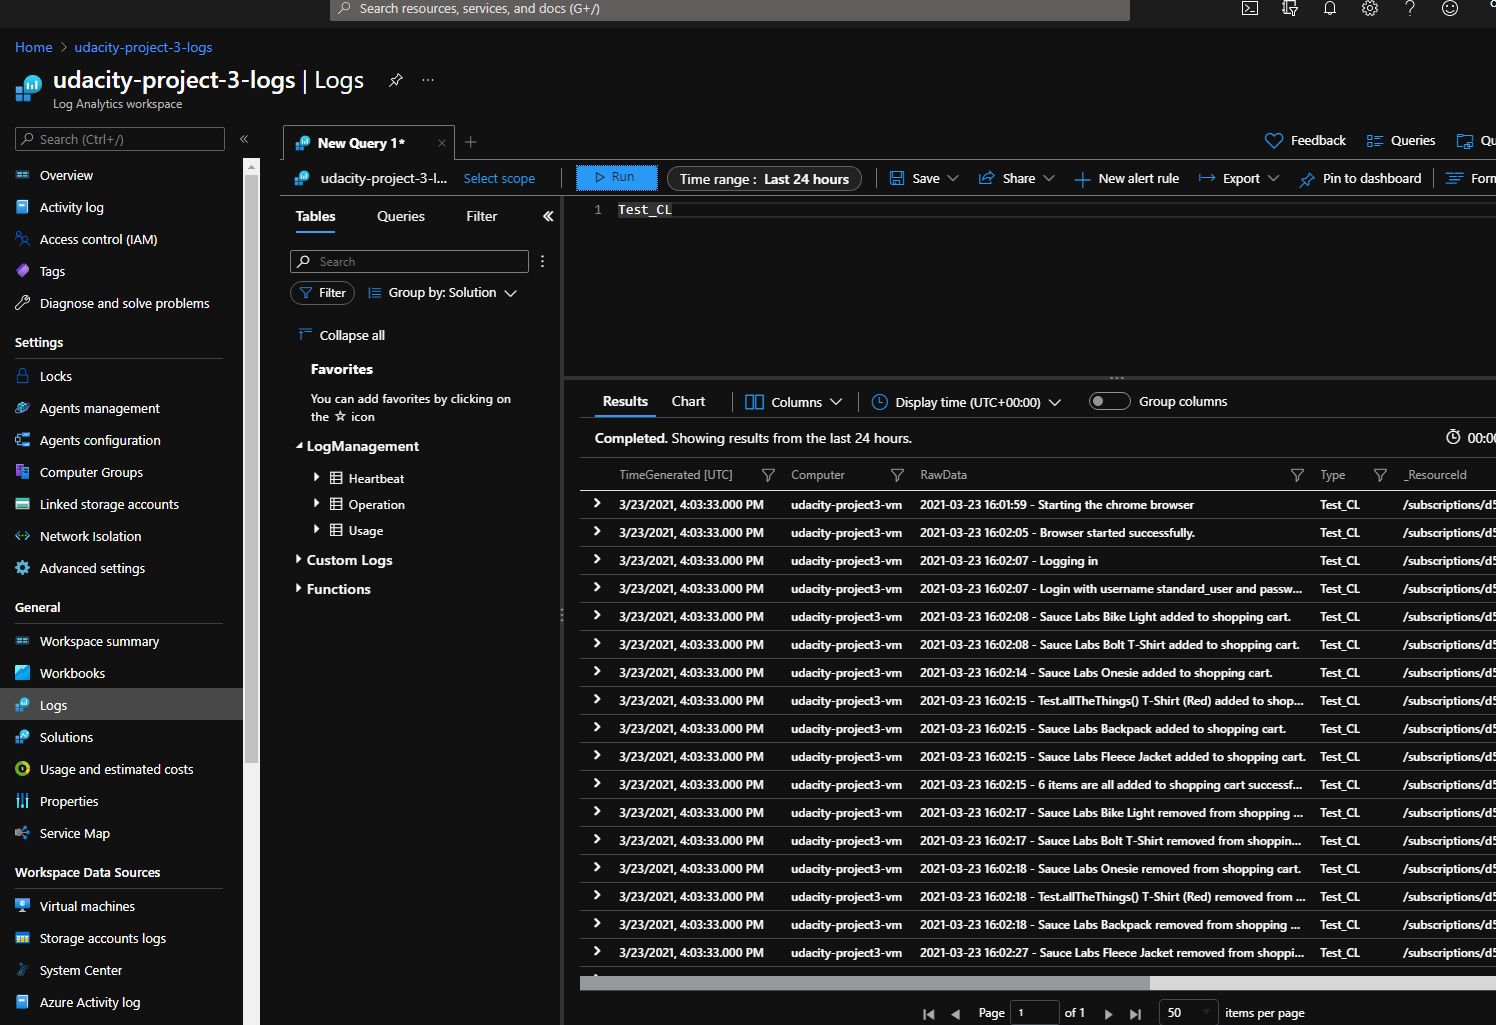 Search resources, services, and docs (G+/)
Home > udacity-project-3-logs
udacity-project-3-logs | Logs
Log Analytics workspace
Search (Ctrl+/)
Overview
Activity log
Access control (IAM)
Tags
Diagnose and solve problems
Settings
Locks
Agents management
Agents configuration
Computer Groups
Linked storage accounts
Network Isolation
Advanced settings
General
Workspace summary
Workbooks
Logs
Solutions
Usage and estimated costs
Properties
Service Map
Workspace Data Sources
Virtual machines
Storage accounts logs
System Center
Azure Activity log
New Query 1*
Feedback
Queries
Qu
udacity-project-3-l...
Select scope
Run
Time range : Last 24 hours
Save
Share
New alert rule
Export
Pin to dashboard
Form
Tables
Queries
Filter
Search
Filter
Group by: Solution
Collapse all
Favorites
You can add favorites by clicking on
the ☆ icon
LogManagement
Heartbeat
Operation
Usage
Custom Logs
Functions
1 Test_CL
Results
Chart
Columns
Display time (UTC+00:00)
Group columns
Completed. Showing results from the last 24 hours.
00:00
TimeGenerated [UTC] Computer RawData Type _ResourceId
3/23/2021, 4:03:33.000 PM udacity-project3-vm 2021-03-23 16:01:59 - Starting the chrome browser Test_CL /subscriptions/d5
3/23/2021, 4:03:33.000 PM udacity-project3-vm 2021-03-23 16:02:05 - Browser started successfully. Test_CL /subscriptions/d5
3/23/2021, 4:03:33.000 PM udacity-project3-vm 2021-03-23 16:02:07 - Logging in Test_CL /subscriptions/d5
3/23/2021, 4:03:33.000 PM udacity-project3-vm 2021-03-23 16:02:07 - Login with username standard_user and passw... Test_CL /subscriptions/d5
3/23/2021, 4:03:33.000 PM udacity-project3-vm 2021-03-23 16:02:08 - Sauce Labs Bike Light added to shopping cart. Test_CL /subscriptions/d5
3/23/2021, 4:03:33.000 PM udacity-project3-vm 2021-03-23 16:02:08 - Sauce Labs Bolt T-Shirt added to shopping cart. Test_CL /subscriptions/d5
3/23/2021, 4:03:33.000 PM udacity-project3-vm 2021-03-23 16:02:14 - Sauce Labs Onesie added to shopping cart. Test_CL /subscriptions/d5
3/23/2021, 4:03:33.000 PM udacity-project3-vm 2021-03-23 16:02:15 - Test.allTheThings() T-Shirt (Red) added to shop... Test_CL /subscriptions/d5
3/23/2021, 4:03:33.000 PM udacity-project3-vm 2021-03-23 16:02:15 - Sauce Labs Backpack added to shopping cart. Test_CL /subscriptions/d5
3/23/2021, 4:03:33.000 PM udacity-project3-vm 2021-03-23 16:02:15 - Sauce Labs Fleece Jacket added to shopping cart. Test_CL /subscriptions/d5
3/23/2021, 4:03:33.000 PM udacity-project3-vm 2021-03-23 16:02:15 - 6 items are all added to shopping cart successf... Test_CL /subscriptions/d5
3/23/2021, 4:03:33.000 PM udacity-project3-vm 2021-03-23 16:02:17 - Sauce Labs Bike Light removed from shopping ... Test_CL /subscriptions/d5
3/23/2021, 4:03:33.000 PM udacity-project3-vm 2021-03-23 16:02:17 - Sauce Labs Bolt T-Shirt removed from shoppin... Test_CL /subscriptions/d5
3/23/2021, 4:03:33.000 PM udacity-project3-vm 2021-03-23 16:02:18 - Sauce Labs Onesie removed from shopping cart. Test_CL /subscriptions/d5
3/23/2021, 4:03:33.000 PM udacity-project3-vm 2021-03-23 16:02:18 - Test.allTheThings() T-Shirt (Red) removed from ... Test_CL /subscriptions/d5
3/23/2021, 4:03:33.000 PM udacity-project3-vm 2021-03-23 16:02:18 - Sauce Labs Backpack removed from shopping ... Test_CL /subscriptions/d5
3/23/2021, 4:03:33.000 PM udacity-project3-vm 2021-03-23 16:02:27 - Sauce Labs Fleece Jacket removed from shoppi... Test_CL /subscriptions/d5
Page 1 of 1 50 items per page